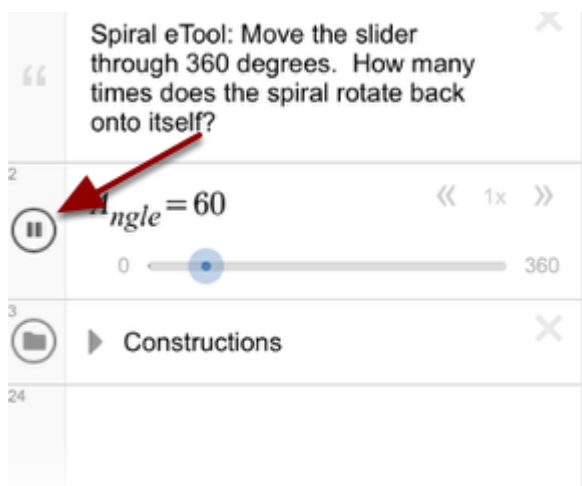 Spiral eTool: Move the slider
through 360 degrees. How many
times does the spiral rotate back
onto itself?
2
ngle = 60
1x
0
360
3
Constructions
24